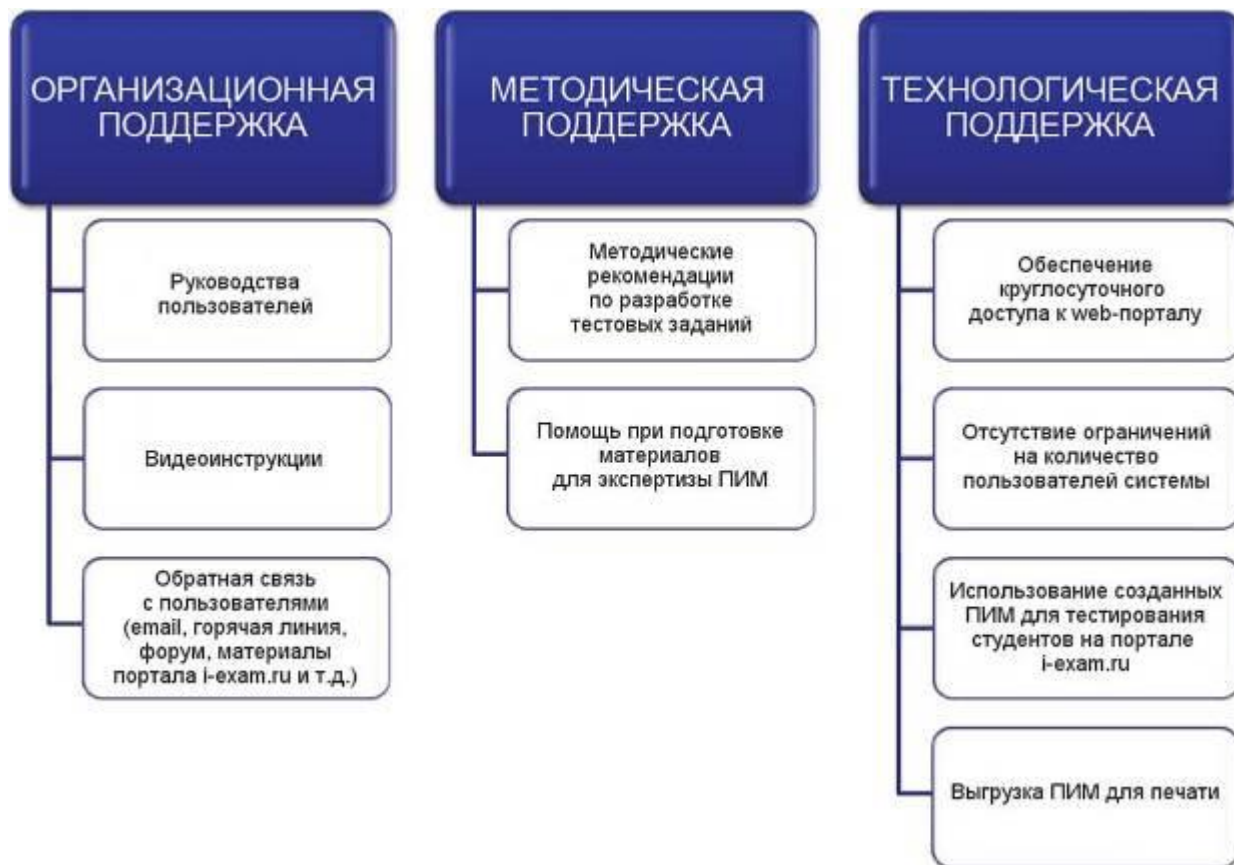 ОРГАНИЗАЦИОННАЯ
ПОДДЕРЖКА
Руководства
пользователей
Видеоинструкции
Обратная связь
с пользователями
(email, горячая линия,
форум, материалы
портала i-exam.ru и т.д.)
МЕТОДИЧЕСКАЯ
ПОДДЕРЖКА
Методические
рекомендации
по разработке
тестовых заданий
Помощь при подготовке
материалов
для экспертизы ПИМ
ТЕХНОЛОГИЧЕСКАЯ
ПОДДЕРЖКА
Обеспечение
круглосуточного
доступа к web-порталу
Отсутствие ограничений
на количество
пользователей системы
Использование созданных
ПИМ для тестирования
студентов на портале
i-exam.ru
Выгрузка ПИМ для печати